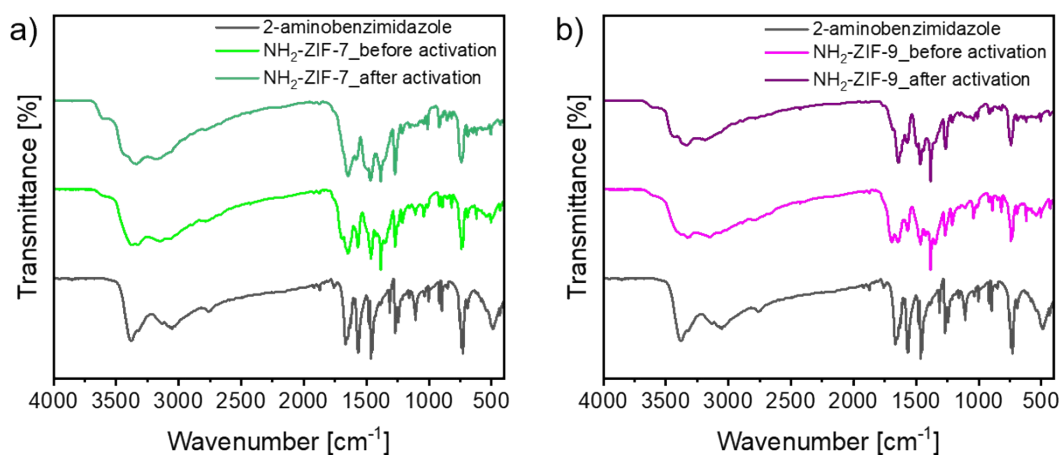 a)
2-aminobenzimidazole
NH₂-ZIF-7_before activation
NH₂-ZIF-7_after activation
Transmittance [%]
4000 3500 3000 2500 2000 1500 1000 500
Wavenumber [cm⁻¹]
b)
2-aminobenzimidazole
NH₂-ZIF-9_before activation
NH₂-ZIF-9_after activation
Transmittance [%]
4000 3500 3000 2500 2000 1500 1000 500
Wavenumber [cm⁻¹]